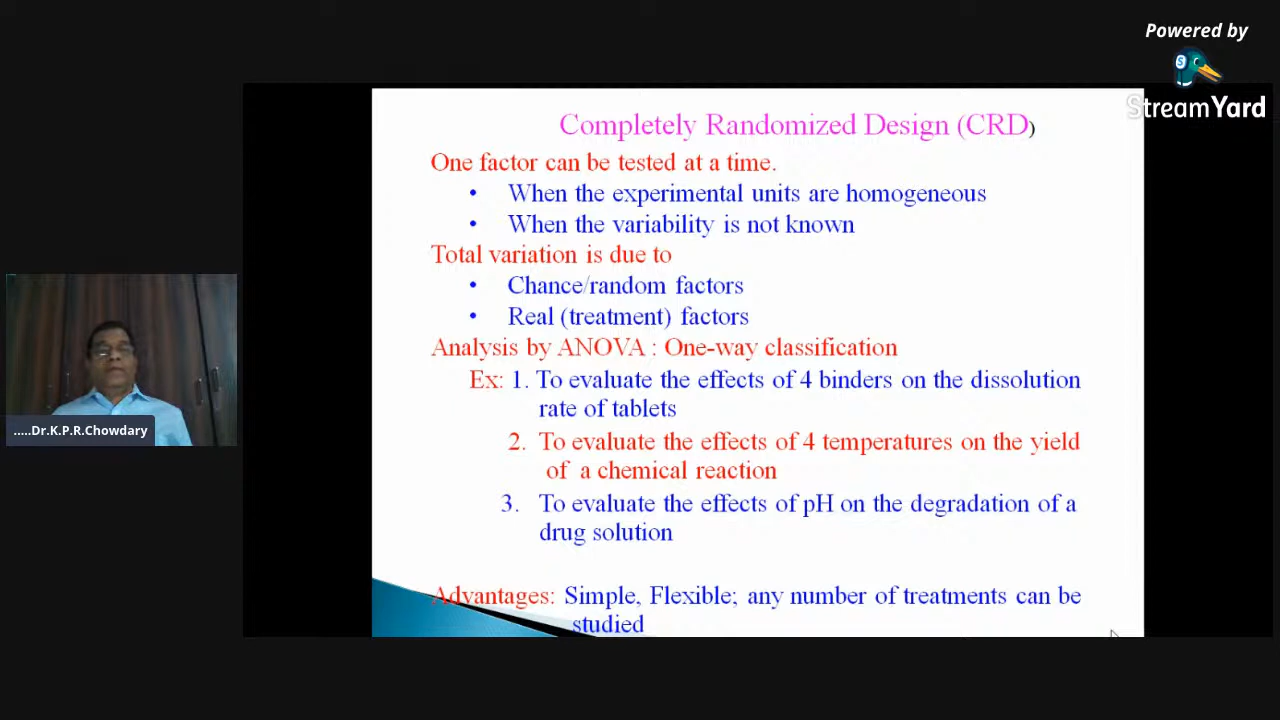 Powered by
StreamYard
Completely Randomized Design (CRD)
One factor can be tested at a time.
• When the experimental units are homogeneous
• When the variability is not known
Total variation is due to
• Chance/random factors
• Real (treatment) factors
Analysis by ANOVA : One-way classification
Ex: 1. To evaluate the effects of 4 binders on the dissolution
rate of tablets
2. To evaluate the effects of 4 temperatures on the yield
of a chemical reaction
3. To evaluate the effects of pH on the degradation of a
drug solution
Advantages: Simple, Flexible; any number of treatments can be
studied
.....Dr.K.P.R.Chowdary